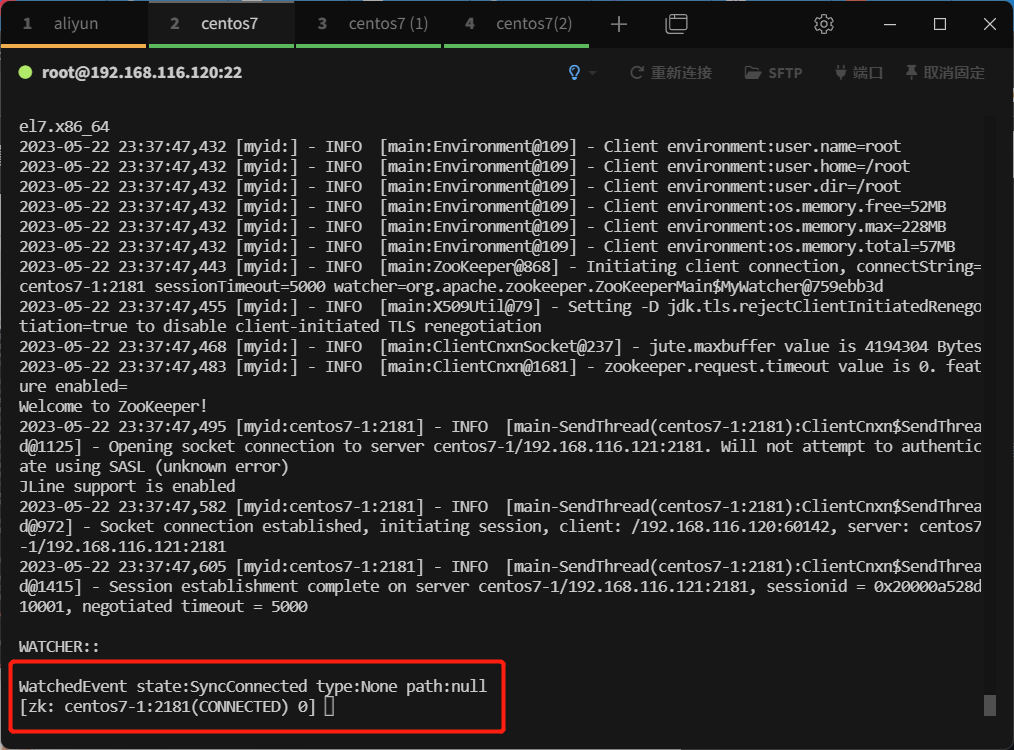 1 aliyun 2 centos7 3 centos7 (1) 4 centos7(2)
root@192.168.116.120:22 重新连接 SFTP 端口 取消固定
el7.x86_64
2023-05-22 23:37:47,432 [myid:] - INFO  [main:Environment@109] - Client environment:user.name=root
2023-05-22 23:37:47,432 [myid:] - INFO  [main:Environment@109] - Client environment:user.home=/root
2023-05-22 23:37:47,432 [myid:] - INFO  [main:Environment@109] - Client environment:user.dir=/root
2023-05-22 23:37:47,432 [myid:] - INFO  [main:Environment@109] - Client environment:os.memory.free=52MB
2023-05-22 23:37:47,432 [myid:] - INFO  [main:Environment@109] - Client environment:os.memory.max=228MB
2023-05-22 23:37:47,432 [myid:] - INFO  [main:Environment@109] - Client environment:os.memory.total=57MB
2023-05-22 23:37:47,443 [myid:] - INFO  [main:ZooKeeper@868] - Initiating client connection, connectString=
centos7-1:2181 sessionTimeout=5000 watcher=org.apache.zookeeper.ZooKeeperMain$MyWatcher@759ebb3d
2023-05-22 23:37:47,455 [myid:] - INFO  [main:X509Util@79] - Setting -D jdk.tls.rejectClientInitiatedRenego
tiation=true to disable client-initiated TLS renegotiation
2023-05-22 23:37:47,468 [myid:] - INFO  [main:ClientCnxnSocket@237] - jute.maxbuffer value is 4194304 Bytes
2023-05-22 23:37:47,483 [myid:] - INFO  [main:ClientCnxn@1681] - zookeeper.request.timeout value is 0. feat
ure enabled=
Welcome to ZooKeeper!
2023-05-22 23:37:47,495 [myid:centos7-1:2181] - INFO  [main-SendThread(centos7-1:2181):ClientCnxn$SendThrea
d@1125] - Opening socket connection to server centos7-1/192.168.116.121:2181. Will not attempt to authentic
ate using SASL (unknown error)
JLine support is enabled
2023-05-22 23:37:47,582 [myid:centos7-1:2181] - INFO  [main-SendThread(centos7-1:2181):ClientCnxn$SendThrea
d@972] - Socket connection established, initiating session, client: /192.168.116.120:60142, server: centos7
-1/192.168.116.121:2181
2023-05-22 23:37:47,605 [myid:centos7-1:2181] - INFO  [main-SendThread(centos7-1:2181):ClientCnxn$SendThrea
d@1415] - Session establishment complete on server centos7-1/192.168.116.121:2181, sessionid = 0x20000a528d
10001, negotiated timeout = 5000
WATCHER::
WatchedEvent state:SyncConnected type:None path:null
[zk: centos7-1:2181(CONNECTED) 0]